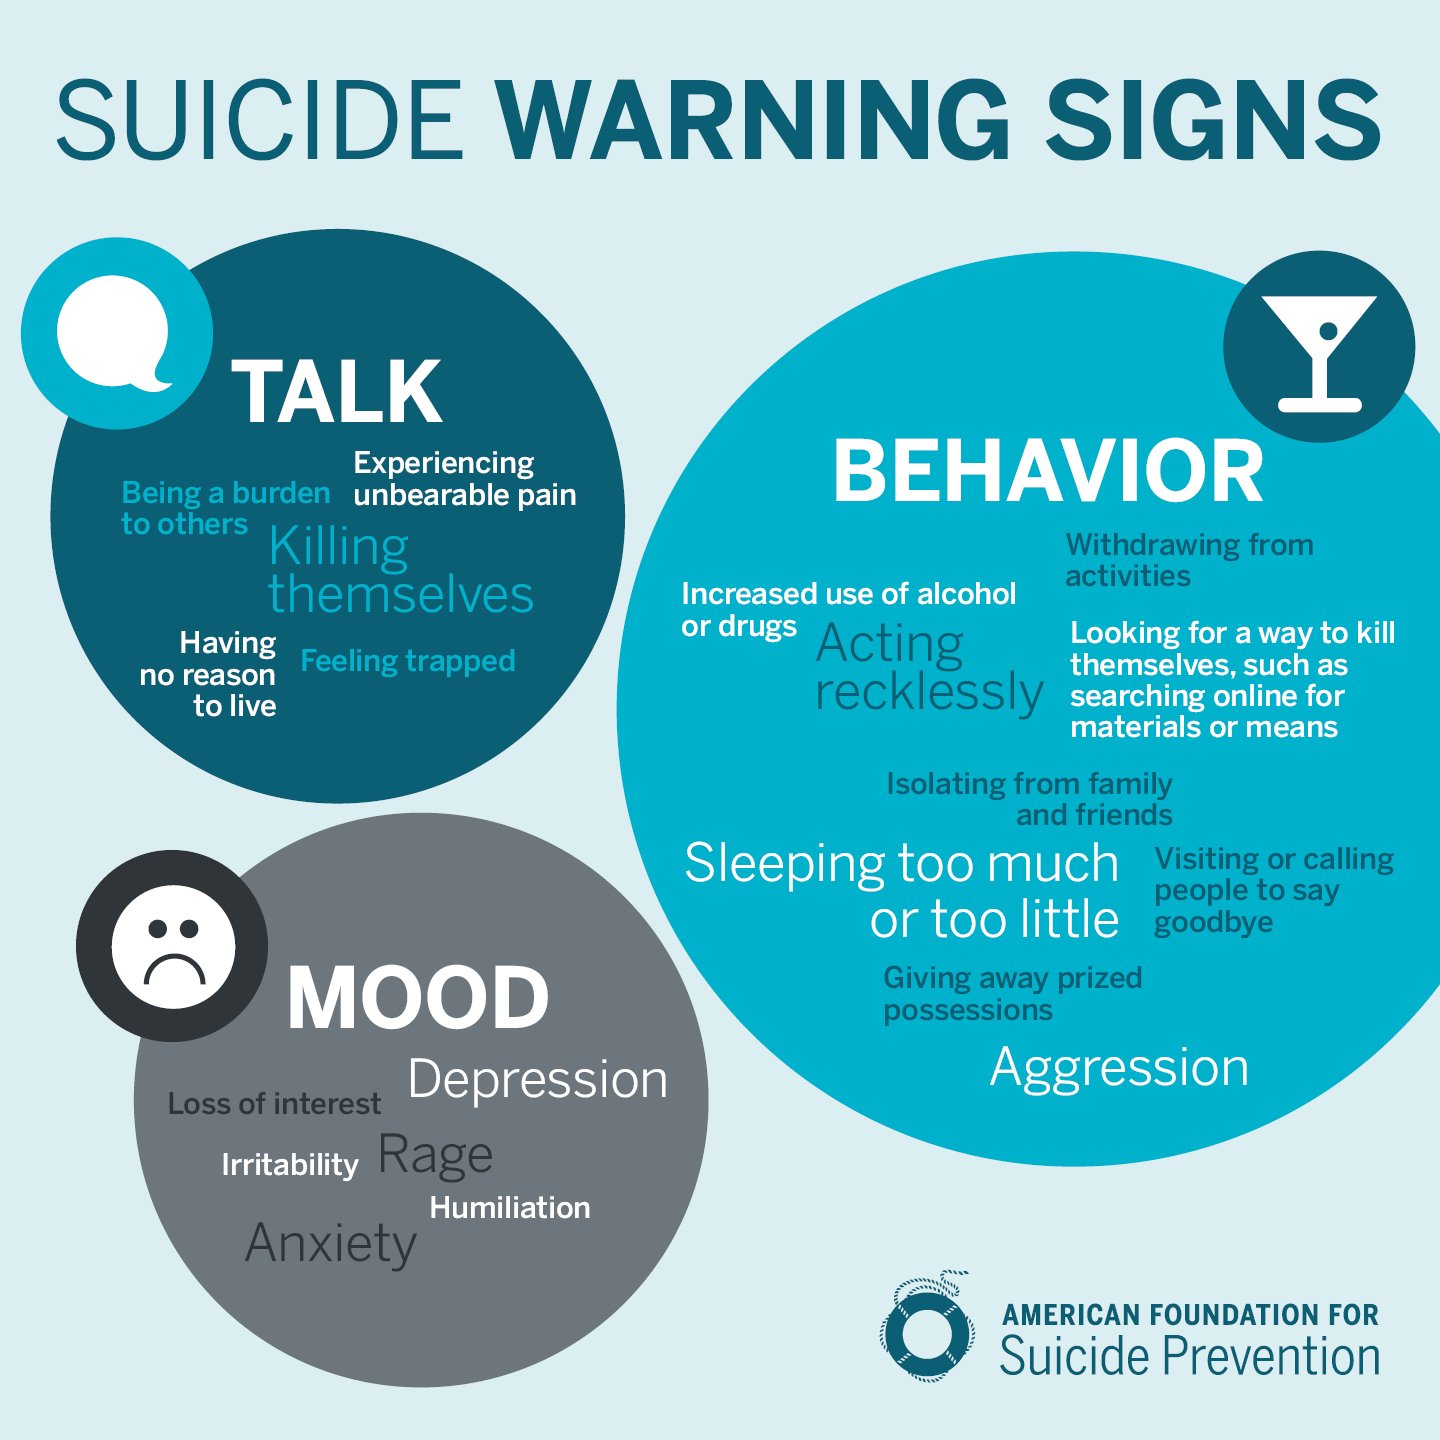 SUICIDE WARNING SIGNS
TALK
Experiencing
unbearable pain
Being a burden
to others
Killing
themselves
Having
no reason
to live
Feeling trapped
BEHAVIOR
Withdrawing from
activities
Increased use of alcohol
or drugs
Acting
recklessly
Looking for a way to kill
themselves, such as
searching online for
materials or means
Isolating from family
and friends
Sleeping too much
or too little
Visiting or calling
people to say
goodbye
Giving away prized
possessions
Aggression
MOOD
Depression
Loss of interest
Rage
Irritability
Humiliation
Anxiety
AMERICAN FOUNDATION FOR
Suicide Prevention